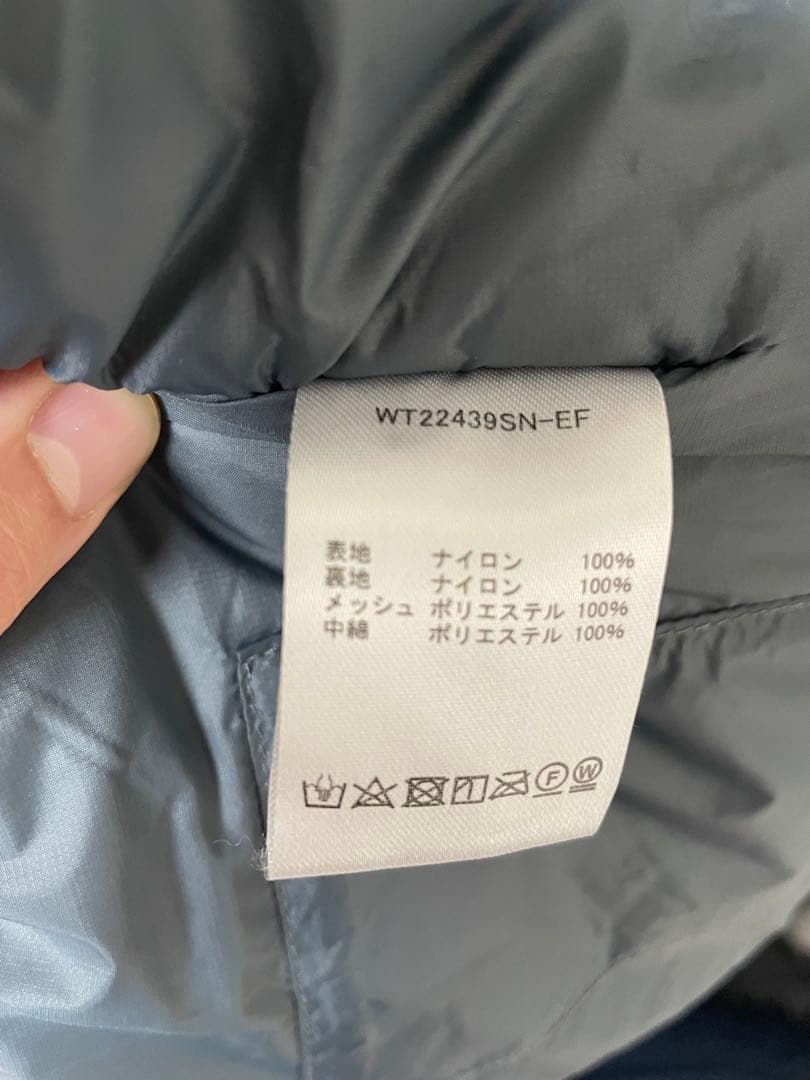 WT22439SN-EF
表地 ナイロン 100%
裏地 ナイロン 100%
メッシュ ポリエステル 100%
中綿 ポリエステル 100%
F W